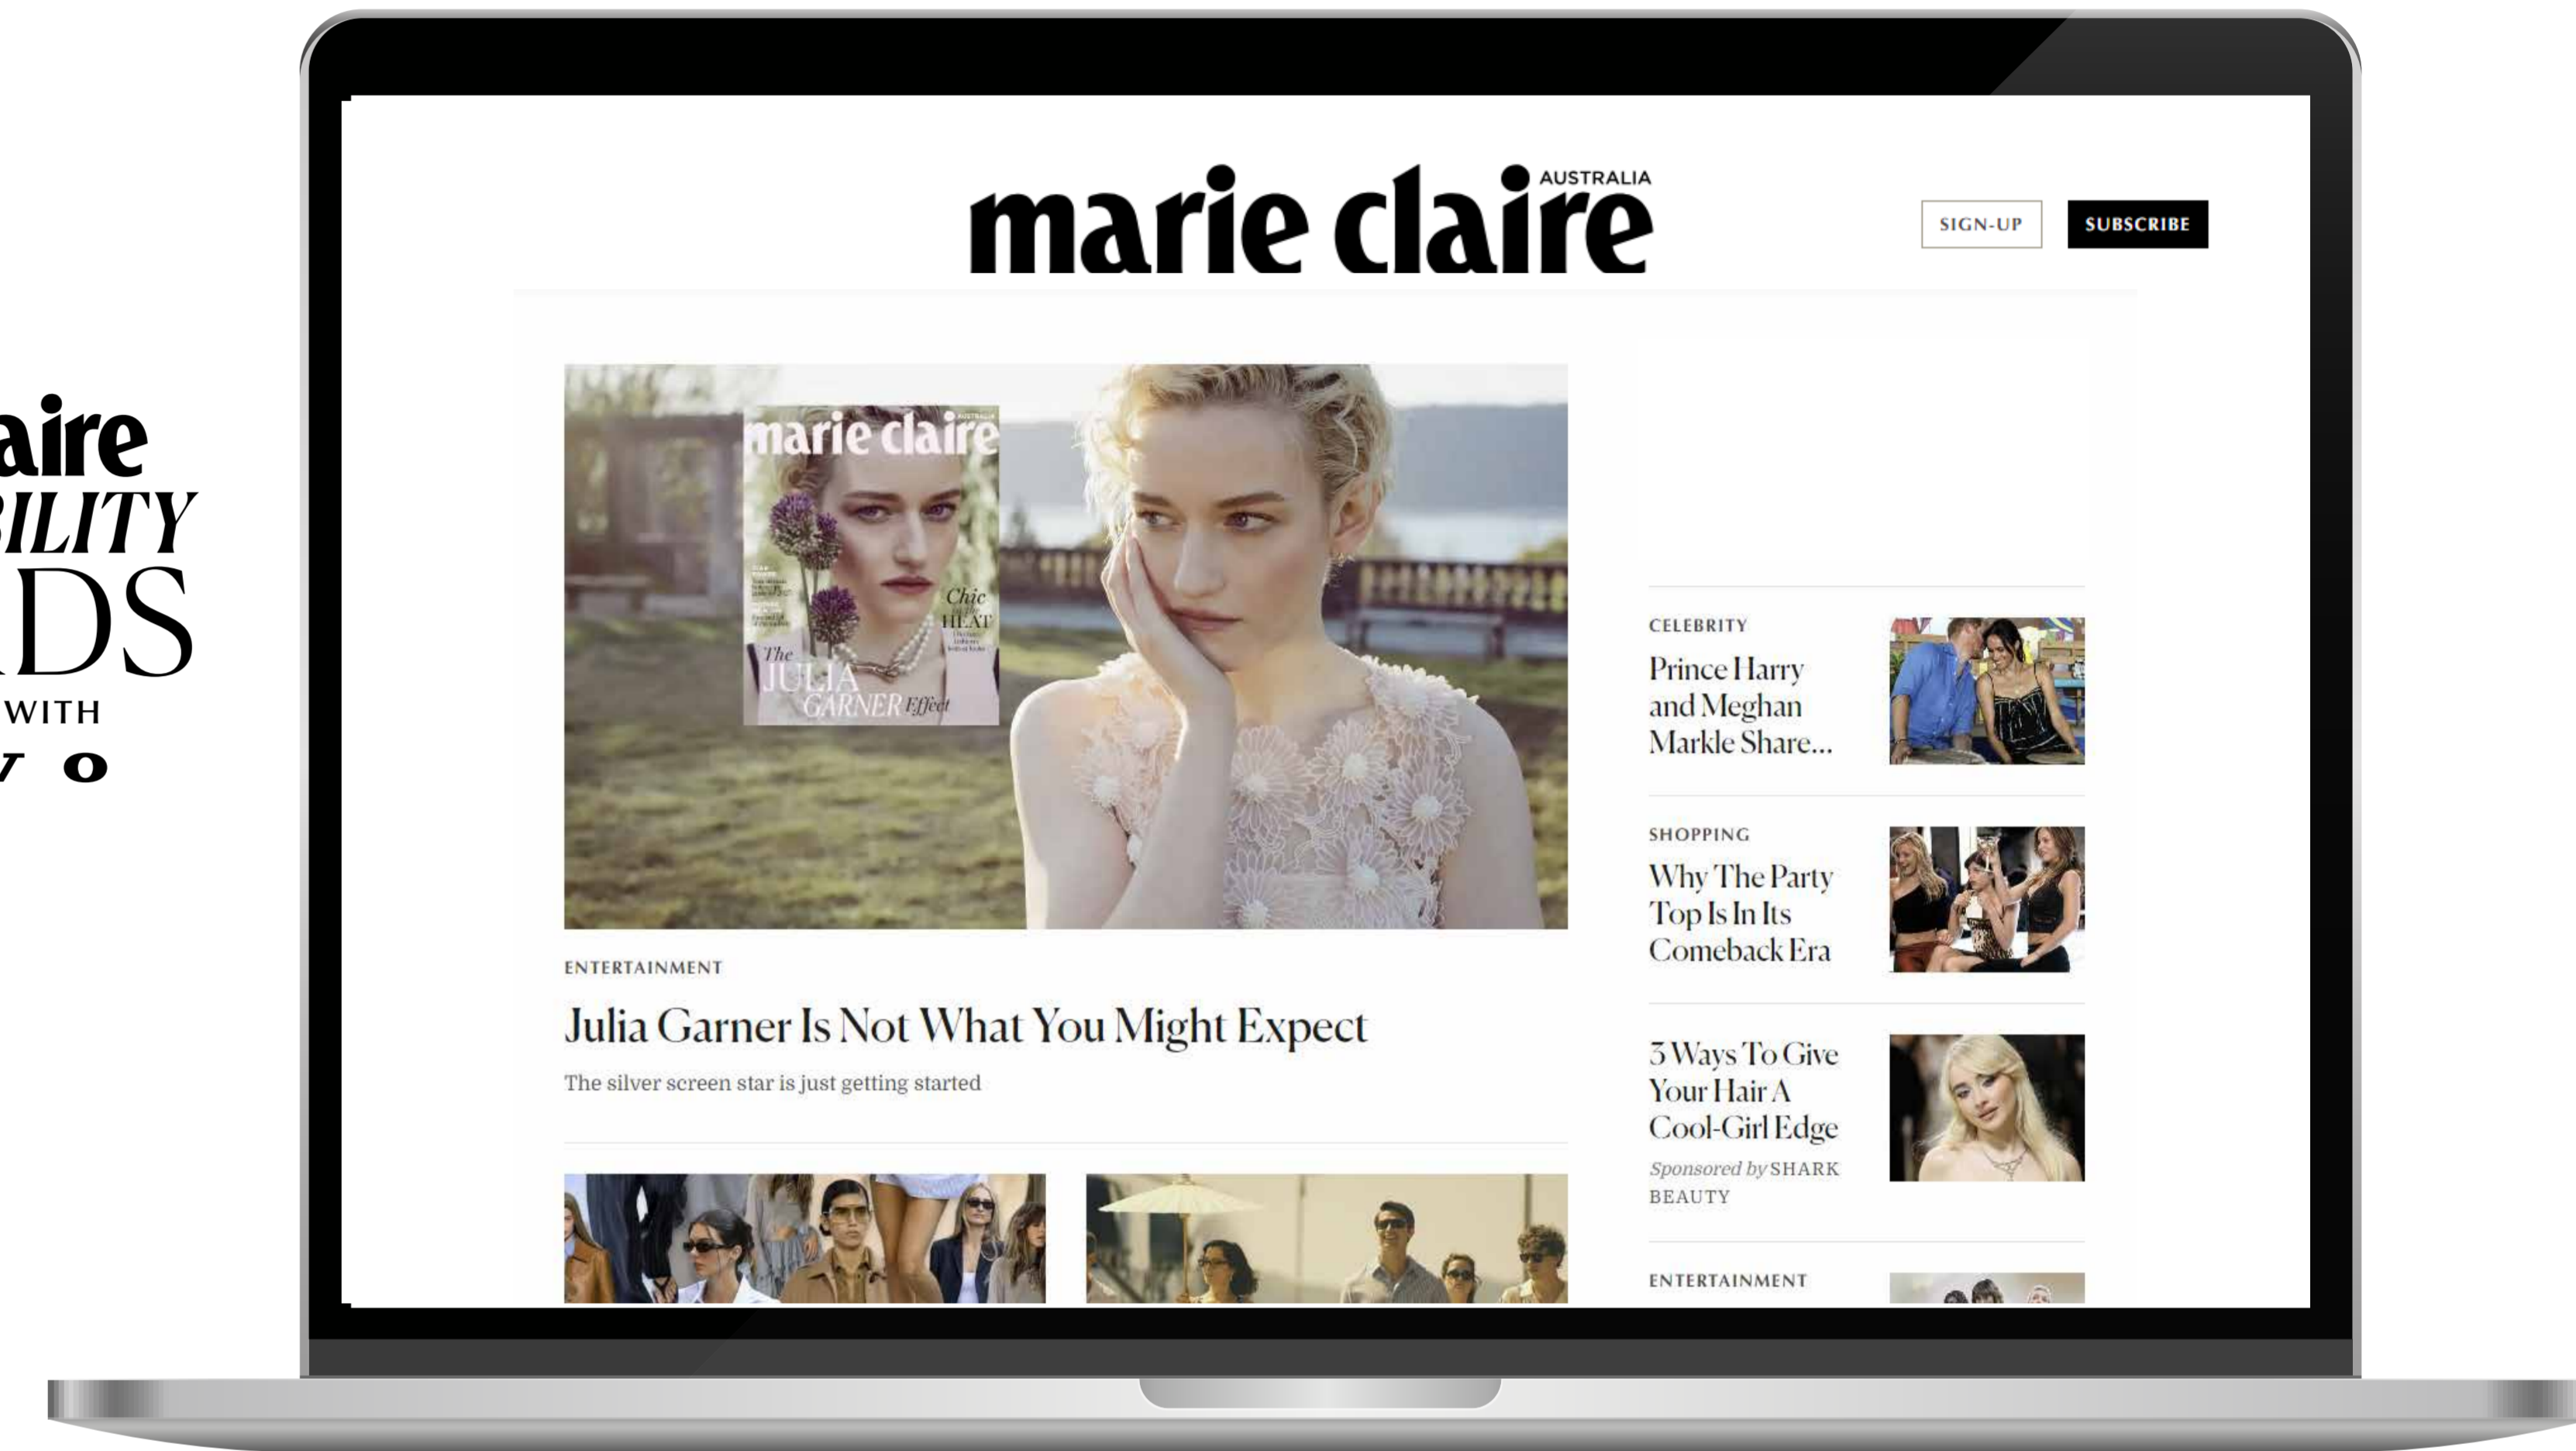 aire
BILITY
DS
WITH
V O
marie claire
AUSTRALIA
SIGN-UP
SUBSCRIBE
marie claire
AUSTRALIA
Chic
in the
HEAT
The
JULIA
GARNER Effect
ENTERTAINMENT
Julia Garner Is Not What You Might Expect
The silver screen star is just getting started
CELEBRITY
Prince Harry
and Meghan
Markle Share...
SHOPPING
Why The Party
Top Is In Its
Comeback Era
3 Ways To Give
Your Hair A
Cool-Girl Edge
Sponsored by SHARK
BEAUTY
ENTERTAINMENT